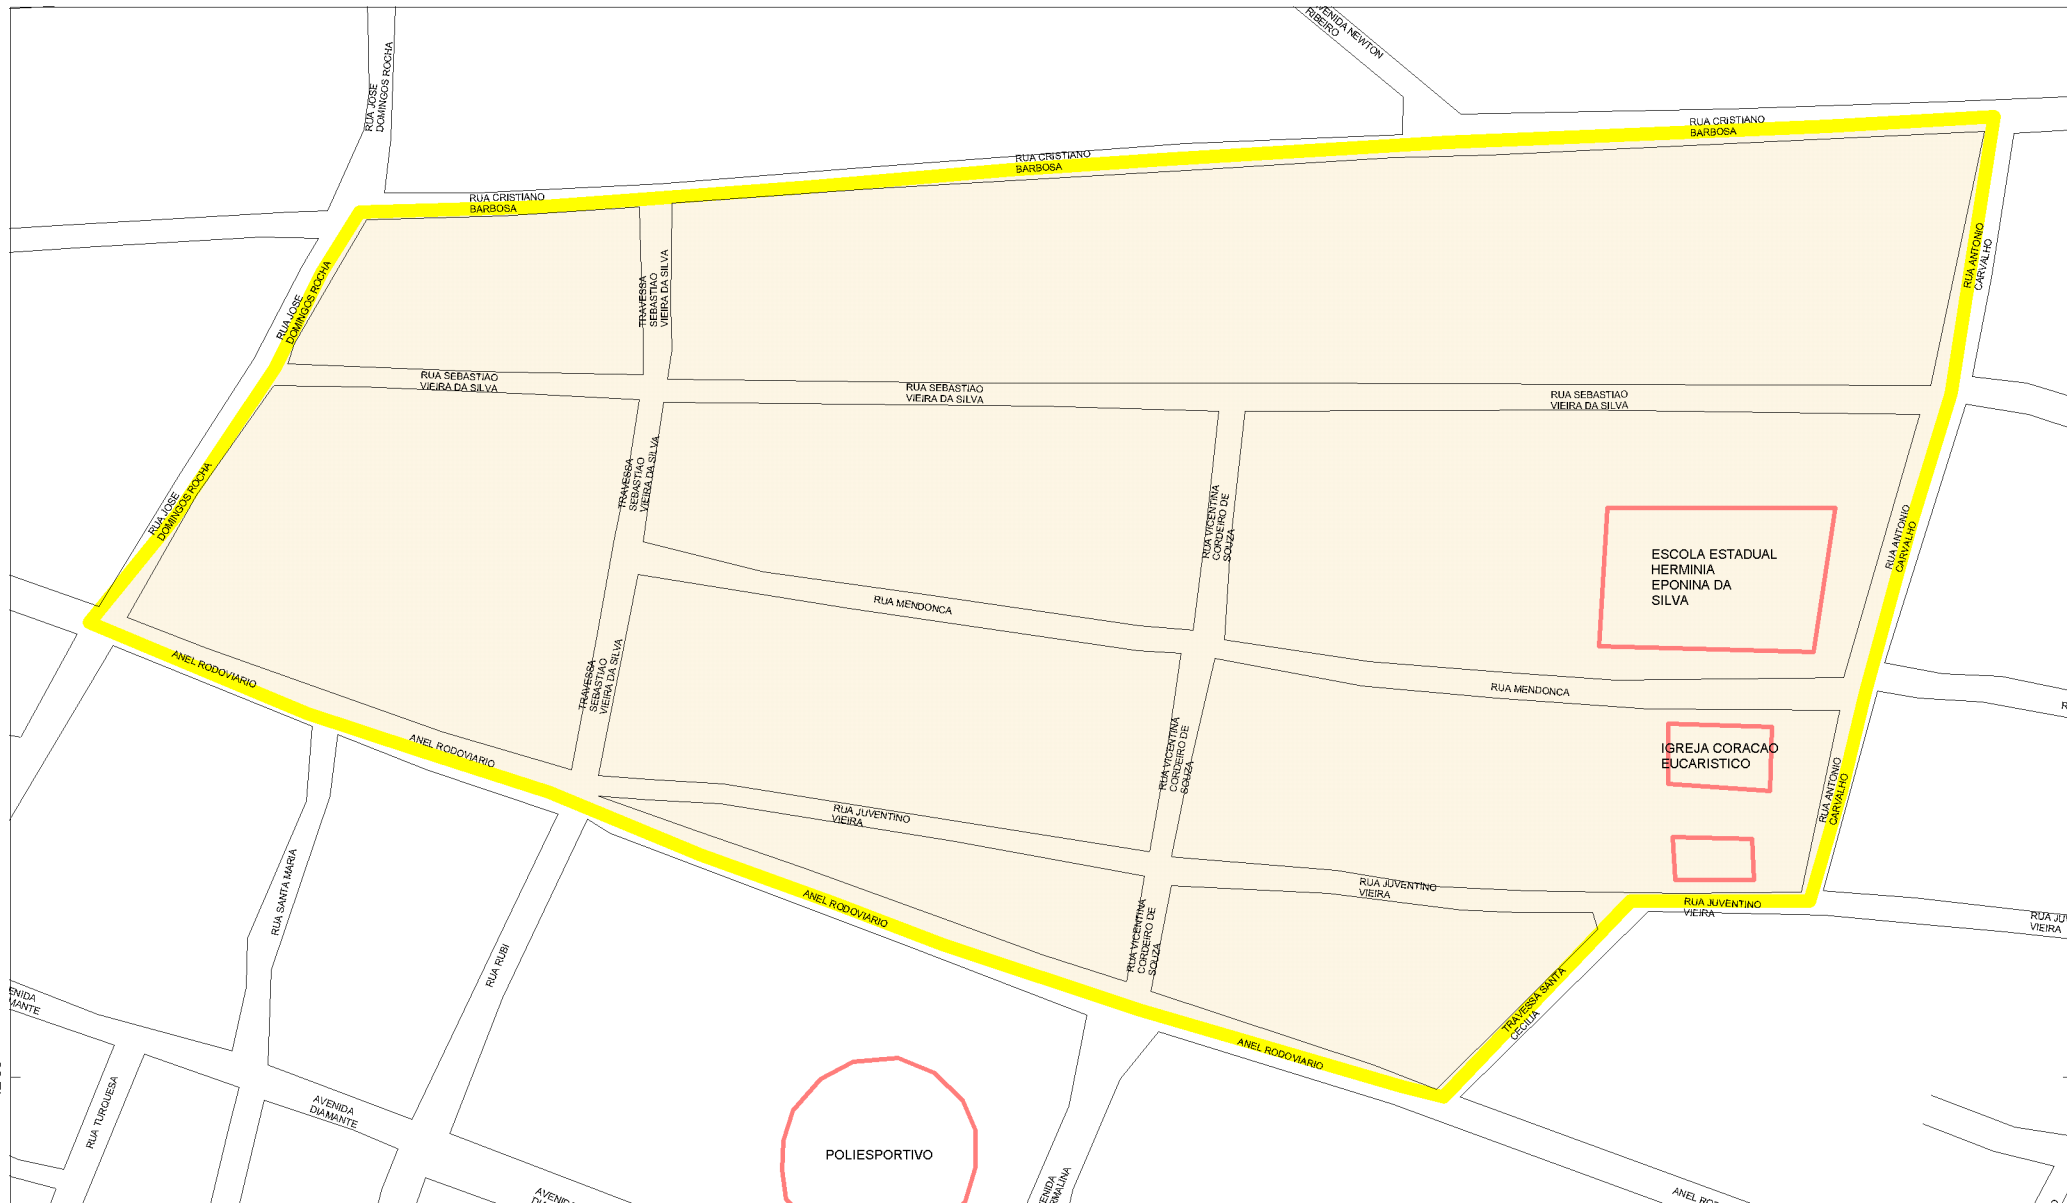 RUA JOSE
DOMINGOS ROCHA
RIBEIRO
RUA CRISTIANO
BARBOSA
RUA CRISTIANO
BARBOSA
RUA CRISTIANO
BARBOSA
RUA JOSE
DOMINGOS ROCHA
TRAVESSA
SEBASTIAO
VIEIRA DA SILVA
RUA ANTONIO
CARVALHO
RUA SEBASTIAO
VIEIRA DA SILVA
RUA SEBASTIAO
VIEIRA DA SILVA
RUA SEBASTIAO
VIEIRA DA SILVA
RUA JOSE
DOMINGOS ROCHA
TRAVESSA
SEBASTIAO
VIEIRA DA SILVA
RUA VICENTINA
CORDEIRO DE
SOUZA
RUA ANTONIO
CARVALHO
ESCOLA ESTADUAL
HERMINIA
EPONINA DA
SILVA
RUA MENDONCA
ANEL RODOVIARIO
TRAVESSA
SEBASTIAO
VIEIRA DA SILVA
RUA MENDONCA
ANEL RODOVIARIO
RUA VICENTINA
CORDEIRO DE
SOUZA
IGREJA CORACAO
EUCARISTICO
RUA ANTONIO
CARVALHO
RUA JUVENTINO
VIEIRA
RUA SANTA MARIA
ANEL RODOVIARIO
RUA JUVENTINO
VIEIRA
RUA JUVENTINO
VIEIRA
RUA JU
VIEIRA
RUA RUBI
RUA VICENTINA
CORDEIRO DE
SOUZA
TRAVESSA SANTA
CECILIA
ANEL RODOVIARIO
RUA TURQUESA
AVENIDA
DIAMANTE
POLIESPORTIVO